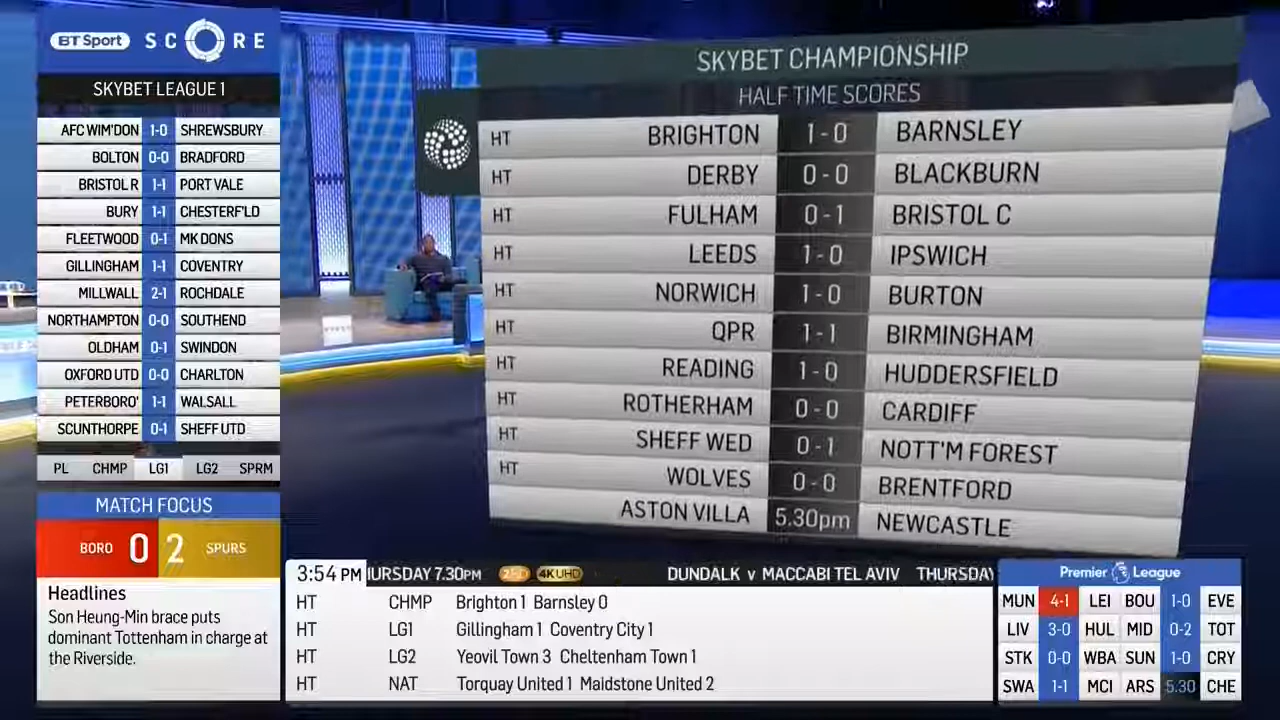 BT Sport SCORE
SKYBET LEAGUE 1
AFC WIM'DON 1-0 SHREWSBURY
BOLTON 0-0 BRADFORD
BRISTOL R 1-1 PORT VALE
BURY 1-1 CHESTERF'LD
FLEETWOOD 0-1 MK DONS
GILLINGHAM 1-1 COVENTRY
MILLWALL 2-1 ROCHDALE
NORTHAMPTON 0-0 SOUTHEND
OLDHAM 0-1 SWINDON
OXFORD UTD 0-0 CHARLTON
PETERBORO' 1-1 WALSALL
SCUNTHORPE 0-1 SHEFF UTD
PL CHMP LG1 LG2 SPRM
MATCH FOCUS
BORO 0 2 SPURS
Headlines
Son Heung-Min brace puts
dominant Tottenham in charge at
the Riverside.
SKYBET CHAMPIONSHIP
HALF TIME SCORES
HT BRIGHTON 1-0 BARNSLEY
HT DERBY 0-0 BLACKBURN
HT FULHAM 0-1 BRISTOL C
HT LEEDS 1-0 IPSWICH
HT NORWICH 1-0 BURTON
HT QPR 1-1 BIRMINGHAM
HT READING 1-0 HUDDERSFIELD
HT ROTHERHAM 0-0 CARDIFF
HT SHEFF WED 0-1 NOTT'M FOREST
HT WOLVES 0-0 BRENTFORD
ASTON VILLA 5.30pm NEWCASTLE
3:54 PM HURSDAY 7.30PM 4K UHD DUNDALK v MACCABI TEL AVIV THURSDAY
HT CHMP Brighton 1 Barnsley 0
HT LG1 Gillingham 1 Coventry City 1
HT LG2 Yeovil Town 3 Cheltenham Town 1
HT NAT Torquay United 1 Maidstone United 2
Premier League
MUN 4-1 LEI BOU 1-0 EVE
LIV 3-0 HUL MID 0-2 TOT
STK 0-0 WBA SUN 1-0 CRY
SWA 1-1 MCI ARS 5.30 CHE